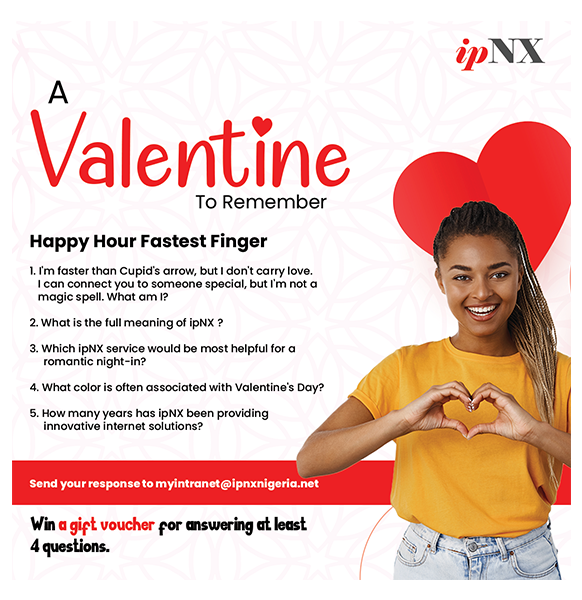 ipNX
A
Valentine
To Remember
Happy Hour Fastest Finger
1. I'm faster than Cupid's arrow, but I don't carry love.
I can connect you to someone special, but I'm not a
magic spell. What am I?
2. What is the full meaning of ipNX ?
3. Which ipNX service would be most helpful for a
romantic night-in?
4. What color is often associated with Valentine's Day?
5. How many years has ipNX been providing
innovative internet solutions?
Send your response to myintranet@ipnxnigeria.net
Win a gift voucher for answering at least
4 questions.